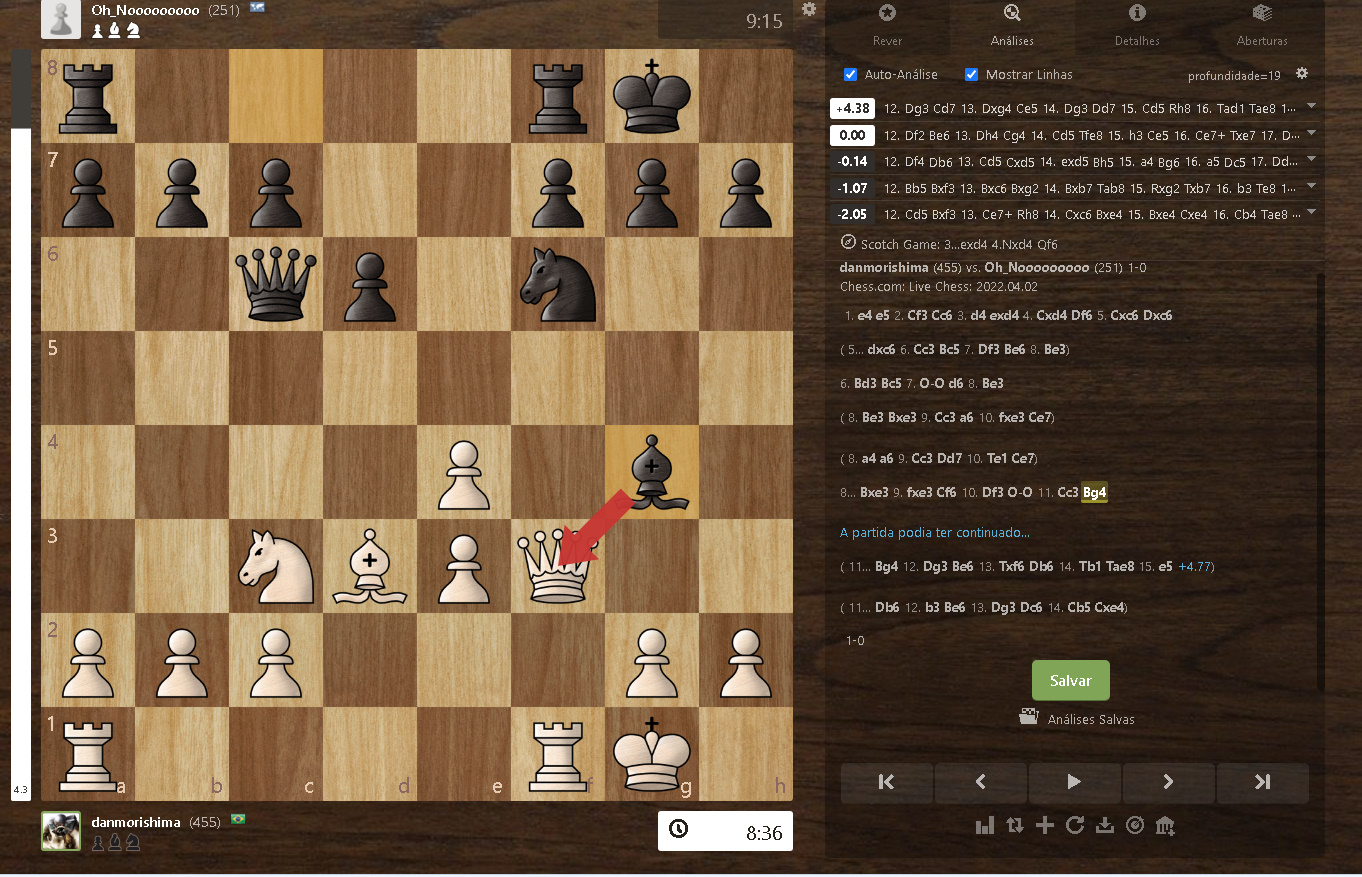 Oh_Nooooooooo (251)
9:15
8
7
6
5
4
3
2
1
a b c d e f g h
4.3
danmorishima (455)
8:36
Rever Análises Detalhes Aberturas
Auto-Análise Mostrar Linhas profundidade=19
+4.38 12. Dg3 Cd7 13. Dxg4 Ce5 14. Dg3 Dd7 15. Cd5 Rh8 16. Tad1 Tae8 1...
0.00 12. Df2 Be6 13. Dh4 Cg4 14. Cd5 Tfe8 15. h3 Ce5 16. Ce7+ Txe7 17. D...
-0.14 12. Df4 Db6 13. Cd5 Cxd5 14. exd5 Bh5 15. a4 Bg6 16. a5 Dc5 17. Dd...
-1.07 12. Bb5 Bxf3 13. Bxc6 Bxg2 14. Bxb7 Tab8 15. Rxg2 Txb7 16. b3 Te8 1...
-2.05 12. Cd5 Bxf3 13. Ce7+ Rh8 14. Cxc6 Bxe4 15. Bxe4 Cxe4 16. Cb4 Tae8 ...
Scotch Game: 3...exd4 4.Nxd4 Qf6
danmorishima (455) vs. Oh_Nooooooooo (251) 1-0
Chess.com: Live Chess: 2022.04.02
1. e4 e5 2. Cf3 Cc6 3. d4 exd4 4. Cxd4 Df6 5. Cxc6 Dxc6
( 5... dxc6 6. Cc3 Bc5 7. Df3 Be6 8. Be3)
6. Bd3 Bc5 7. O-O d6 8. Be3
( 8. Be3 Bxe3 9. Cc3 a6 10. fxe3 Ce7)
( 8. a4 a6 9. Cc3 Dd7 10. Te1 Ce7)
8... Bxe3 9. fxe3 Cf6 10. Df3 O-O 11. Cc3 Bg4
A partida podia ter continuado...
( 11... Bg4 12. Dg3 Be6 13. Txf6 Db6 14. Tb1 Tae8 15. e5 +4.77)
( 11... Db6 12. b3 Be6 13. Dg3 Dc6 14. Cb5 Cxe4)
1-0
Salvar
Análises Salvas